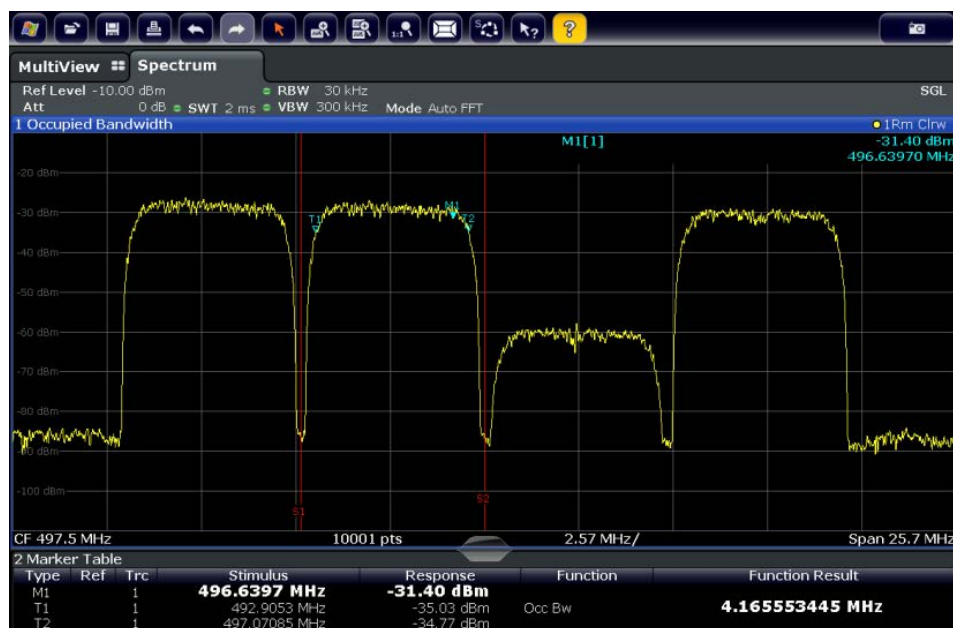 1:1
S
?
?
MultiView Spectrum
Ref Level -10.00 dBm RBW 30 kHz SGL
Att 0 dB SWT 2 ms VBW 300 kHz Mode Auto FFT
1 Occupied Bandwidth 1Rm Clrw
M1[1] -31.40 dBm
496.63970 MHz
-20 dBm
-30 dBm
M1
T1 T2
-40 dBm
-50 dBm
-60 dBm
-70 dBm
-80 dBm
-90 dBm
-100 dBm
S2
S1
CF 497.5 MHz 10001 pts 2.57 MHz/ Span 25.7 MHz
2 Marker Table
Type Ref Trc Stimulus Response Function Function Result
M1 1 496.6397 MHz -31.40 dBm
T1 1 492.9053 MHz -35.03 dBm Occ Bw 4.165553445 MHz
T2 1 497.07085 MHz -34.77 dBm